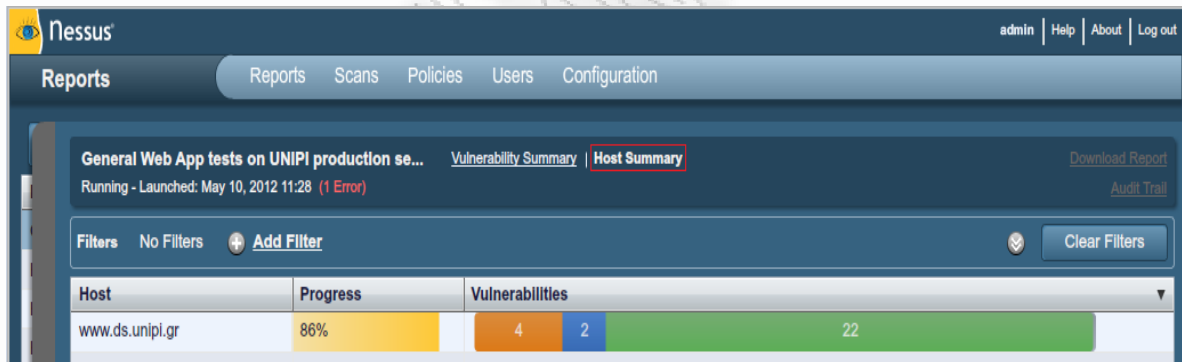 nessus
admin | Help | About | Log out
Reports
Reports Scans Policies Users Configuration
General Web App tests on UNIPI production se... Vulnerability Summary | Host Summary
Download Report
Running - Launched: May 10, 2012 11:28 (1 Error)
Audit Trail
Filters No Filters Add Filter Clear Filters
Host Progress Vulnerabilities
www.ds.unipi.gr 86% 4 2 22